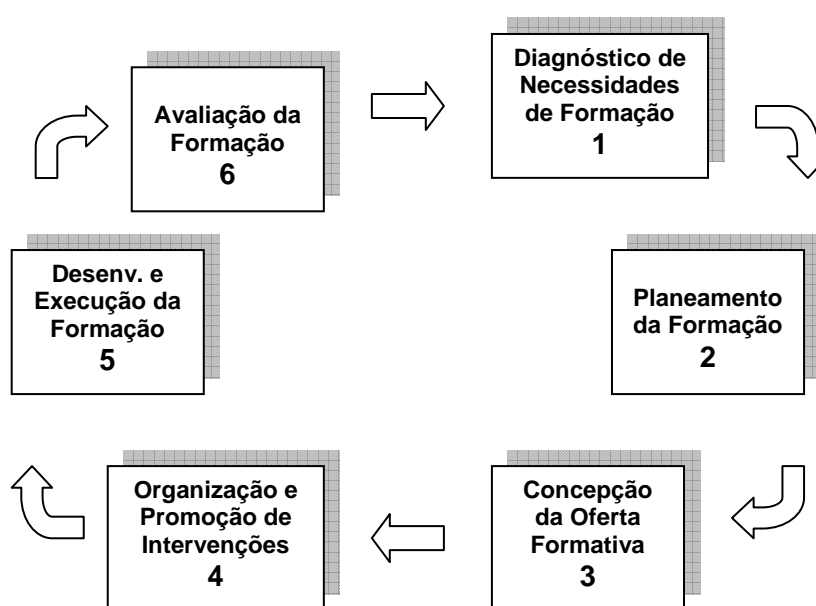 Diagnóstico de
Necessidades
de Formação
1
Planeamento
da Formação
2
Concepção
da Oferta
Formativa
3
Organização e
Promoção de
Intervenções
4
Desenv. e
Execução da
Formação
5
Avaliação da
Formação
6